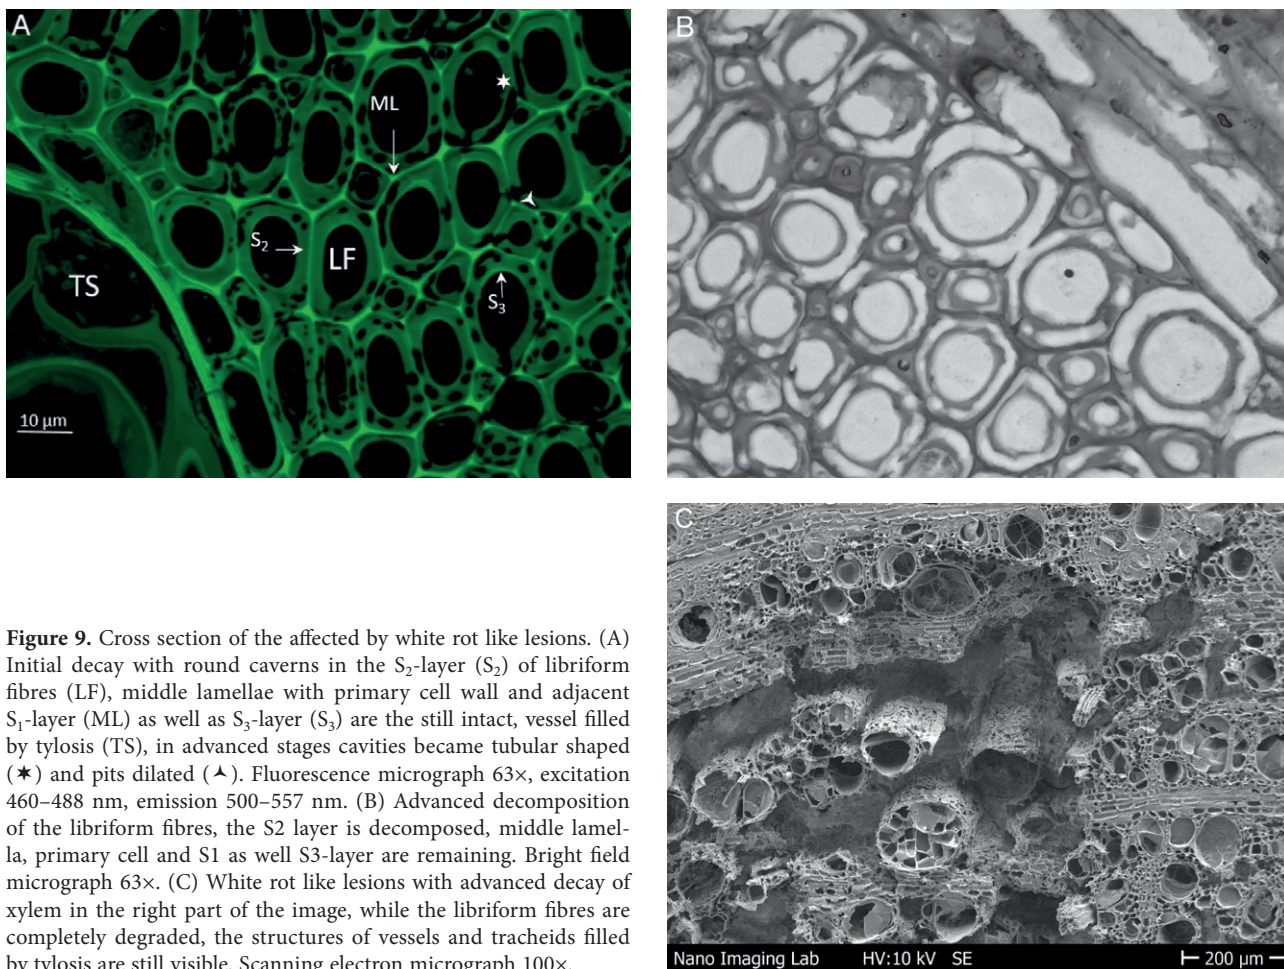 A
ML
S2
LF
S3
TS
10 µm
B
C
Nano Imaging Lab HV:10 kV SE 200 µm
Figure 9. Cross section of the affected by white rot like lesions. (A)
Initial decay with round caverns in the S2-layer (S2) of libriform
fibres (LF), middle lamellae with primary cell wall and adjacent
S1-layer (ML) as well as S3-layer (S3) are the still intact, vessel filled
by tylosis (TS), in advanced stages cavities became tubular shaped
(✶) and pits dilated (⮝). Fluorescence micrograph 63×, excitation
460–488 nm, emission 500–557 nm. (B) Advanced decomposition
of the libriform fibres, the S2 layer is decomposed, middle lamel-
la, primary cell and S1 as well S3-layer are remaining. Bright field
micrograph 63×. (C) White rot like lesions with advanced decay of
xylem in the right part of the image, while the libriform fibres are
completely degraded, the structures of vessels and tracheids filled
by tylosis are still visible. Scanning electron micrograph 100×.